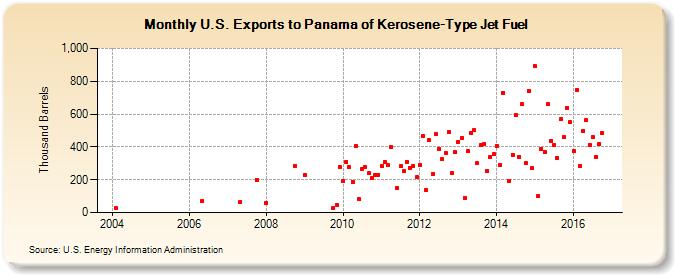 Monthly U.S. Exports to Panama of Kerosene-Type Jet Fuel
Thousand Barrels
1,000
800
600
400
200
0
2004 2006 2008 2010 2012 2014 2016
Source: U.S. Energy Information Administration